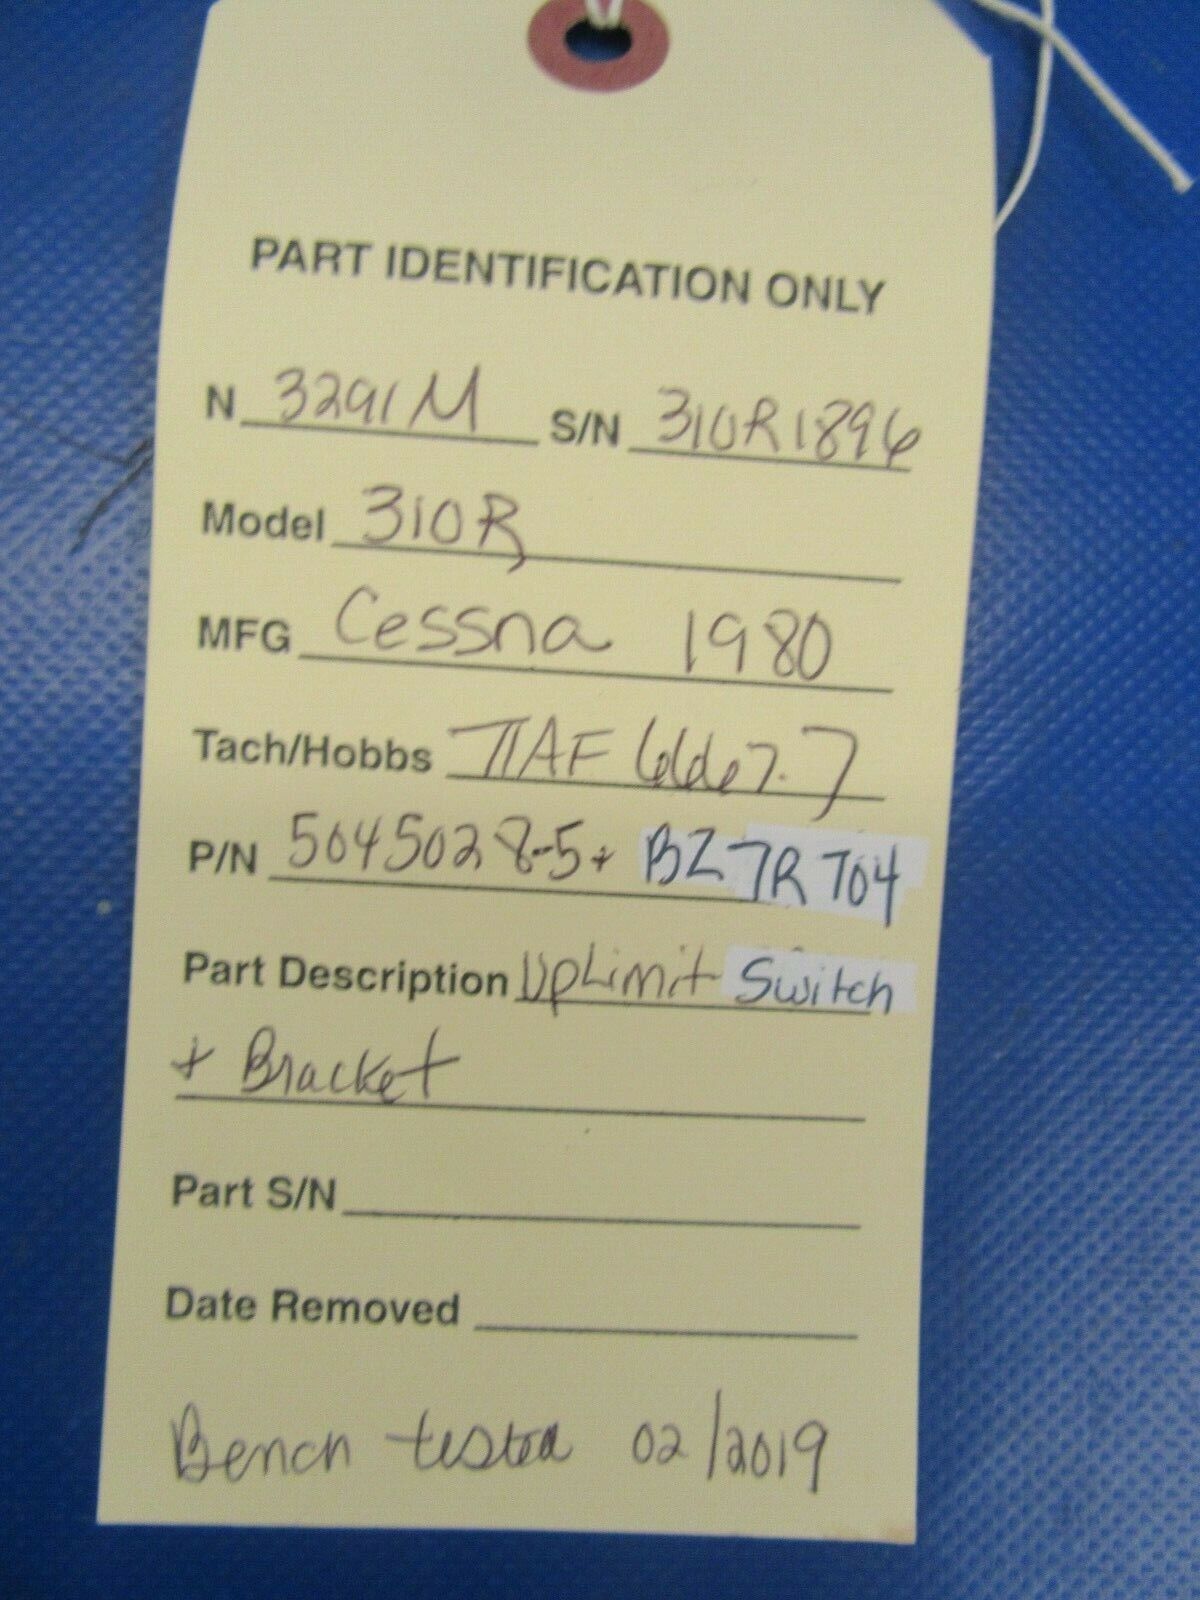 PART IDENTIFICATION ONLY
N 3291M S/N 310R1896
Model 310R
MFG Cessna 1980
Tach/Hobbs TTAF 6667.7
P/N 5045028-5+ BZ7RT04
Part Description UpLimit Switch
+ Bracket
Part S/N
Date Removed
Bench tested 02/2019